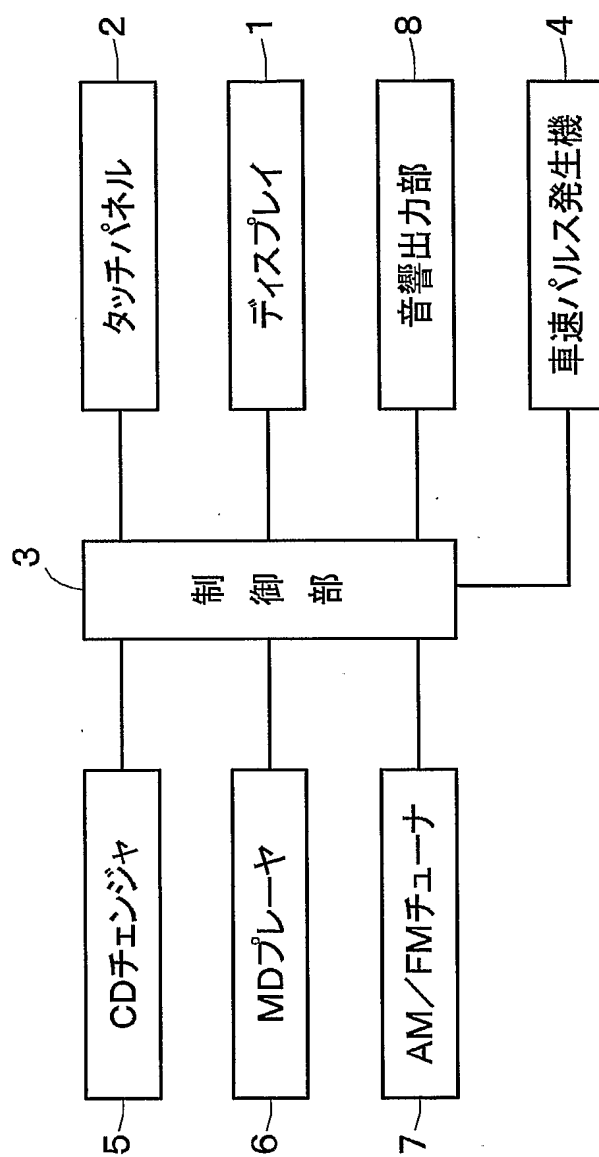 3
5
CDチェンジャ
タッチパネル
2
6
MDプレーヤ
制御部
ディスプレイ
1
7
AM／FMチューナ
音響出力部
8
車速パルス発生機
4